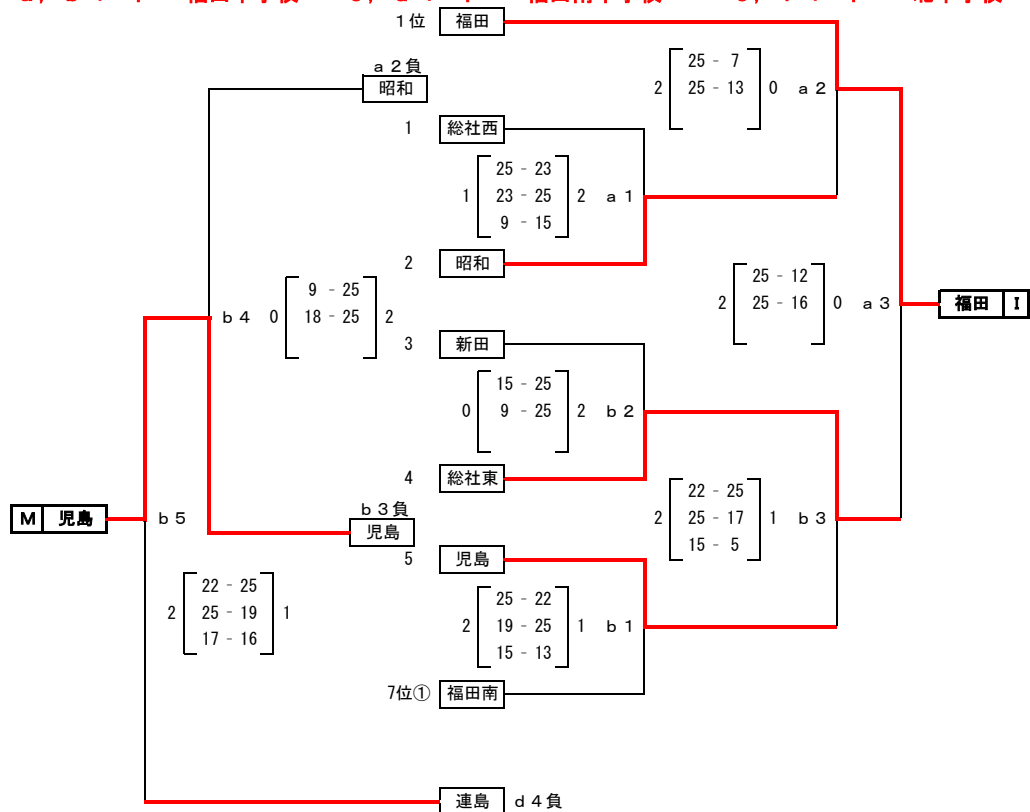 1位 福田
a2負
昭和
25 - 7
2 25 - 13 0 a2
1 総社西
25 - 23
1 23 - 25 2 a1
9 - 15
2 昭和
25 - 12
2 25 - 16 0 a3
福田 I
9 - 25
b4 0 18 - 25 2
3 新田
15 - 25
0 9 - 25 2 b2
4 総社東
22 - 25
2 25 - 17 1 b3
15 - 5
M 児島 b5
b3負
児島
5 児島
25 - 22
2 19 - 25 1 b1
15 - 13
22 - 25
2 25 - 19 1
17 - 16
7位① 福田南
連島 d4負